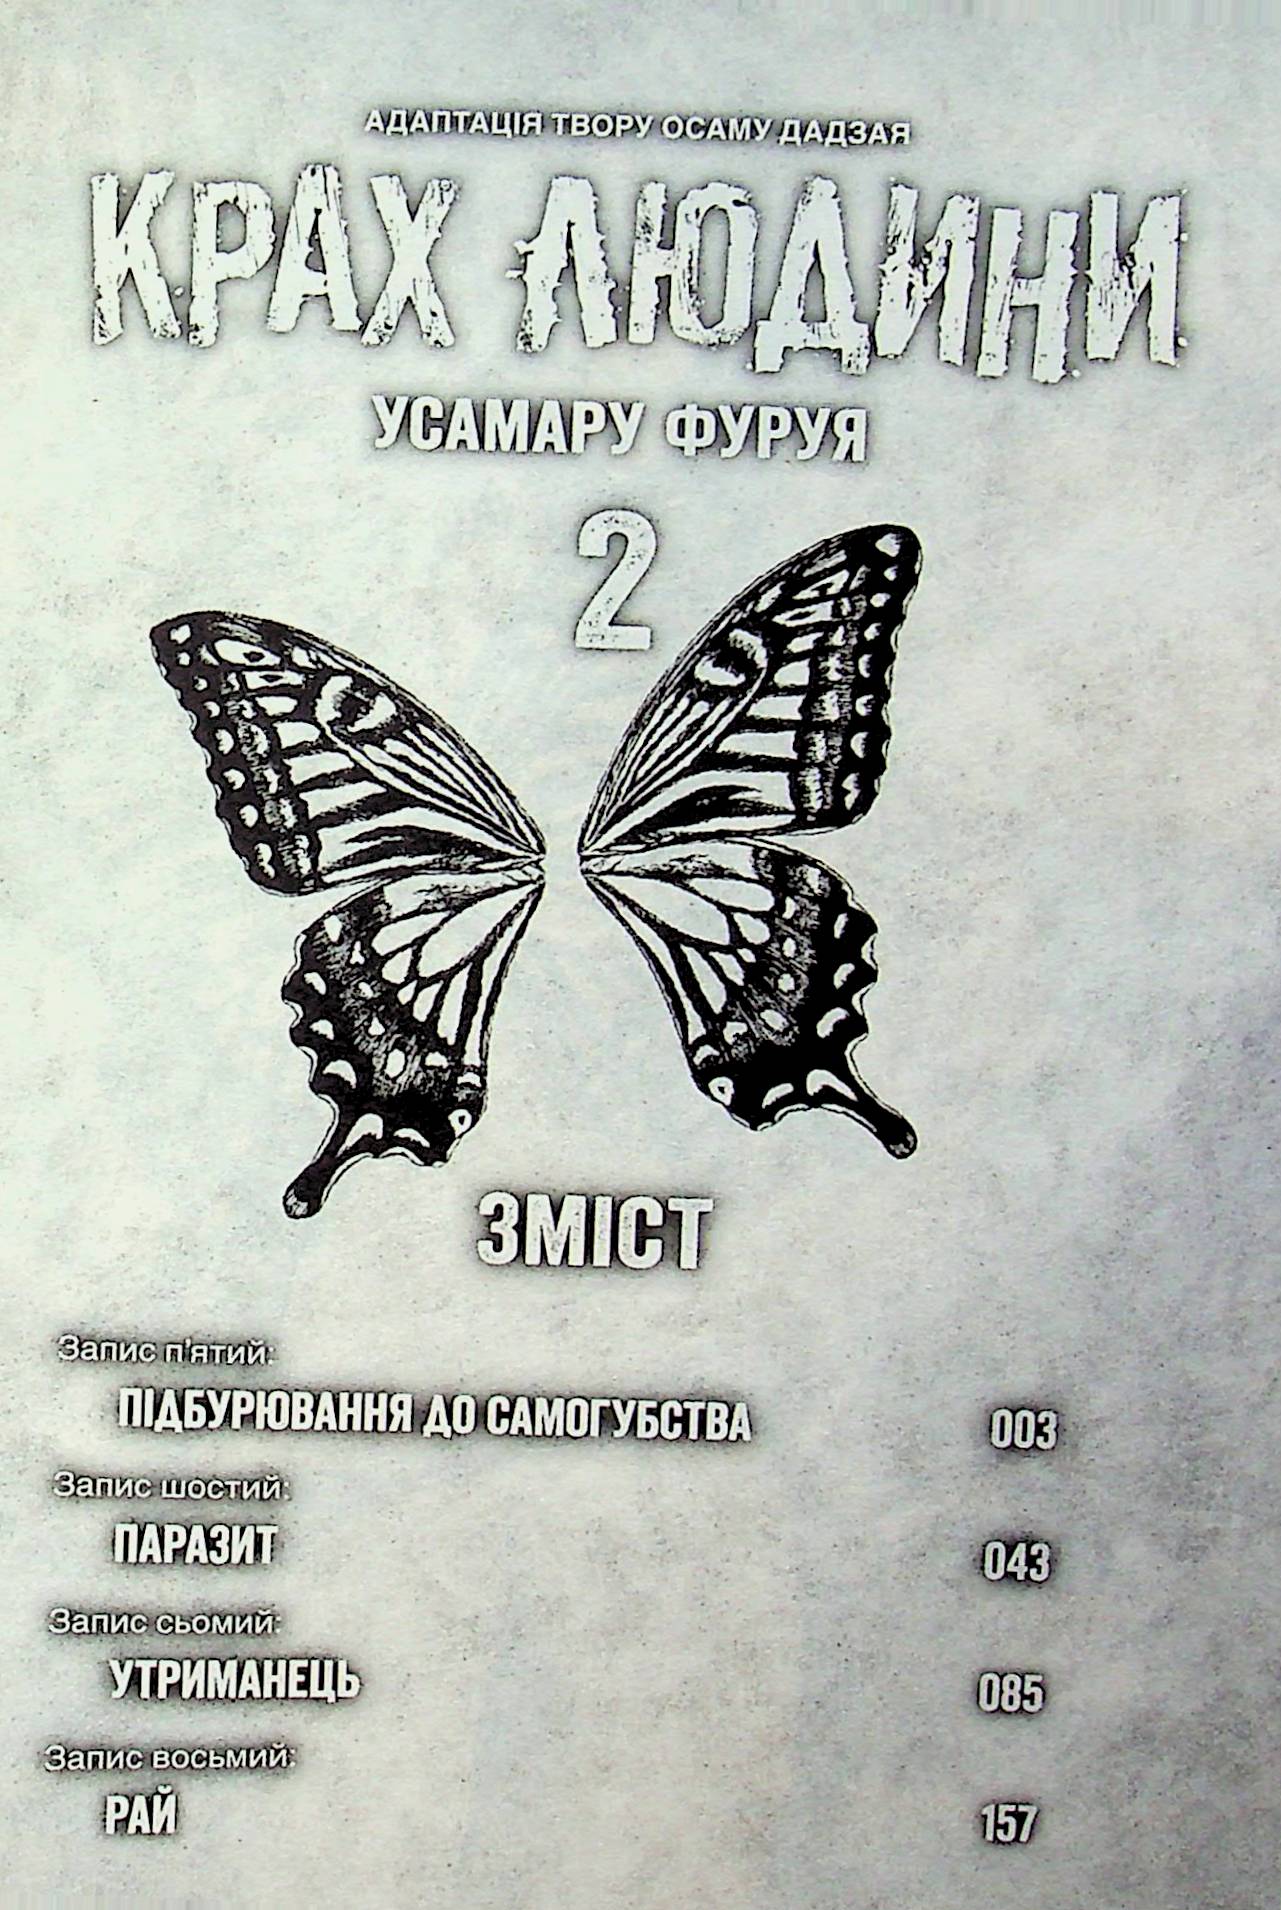 АДАПТАЦІЯ ТВОРУ ОСАМУ ДАДЗАЯ
КРАХ ЛЮДИНИ
УСАМАРУ ФУРУЯ
2
ЗМІСТ
Запис п'ятий:
ПІДБУРЮВАННЯ ДО САМОГУБСТВА 003
Запис шостий:
ПАРАЗИТ 043
Запис сьомий:
УТРИМАНЕЦЬ 085
Запис восьмий:
РАЙ 157